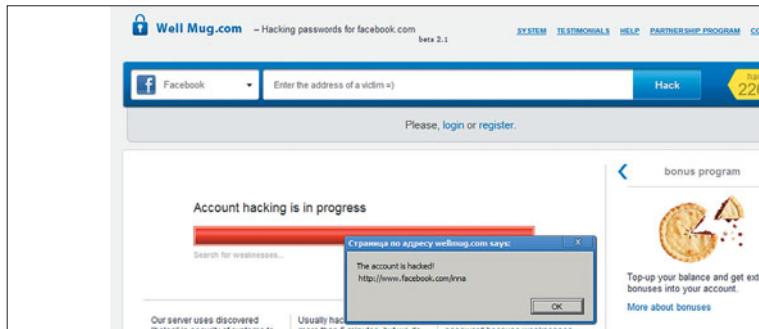 Well Mug.com – Hacking passwords for facebook.com
beta 2.1
SYSTEM TESTIMONIALS HELP PARTNERSHIP PROGRAM
Facebook
Enter the address of a victim =)
Hack
Please, login or register.
bonus program
Account hacking is in progress
Search for weaknesses...
Страница по адресу wellmug.com says:
The account is hacked!
http://www.facebook.com/inna
OK
Top-up your balance and get
bonuses into your account.
More about bonuses
Our server uses discovered
Usually